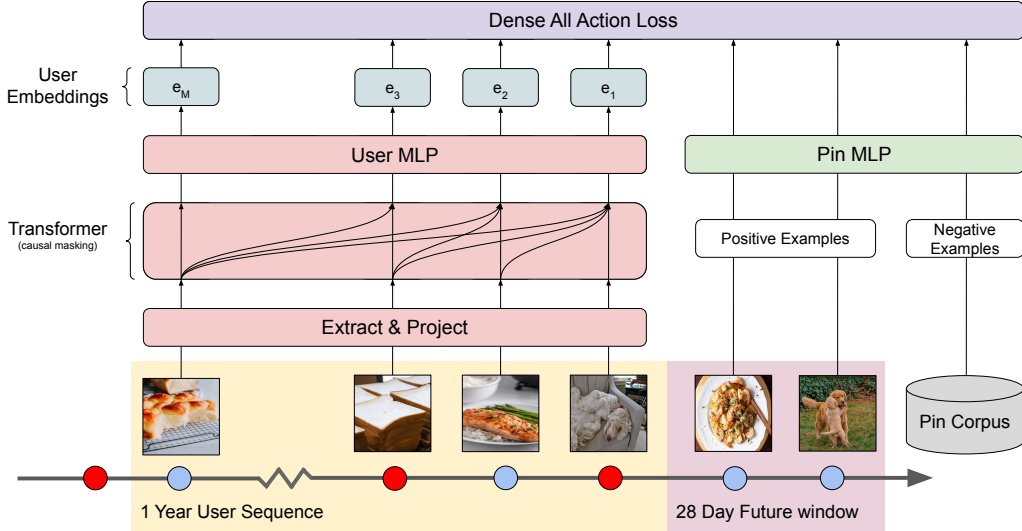 Dense All Action Loss
User
Embeddings
e_M
e_3
e_2
e_1
User MLP
Pin MLP
Transformer
(causal masking)
Positive Examples
Negative
Examples
Extract & Project
Pin Corpus
1 Year User Sequence
28 Day Future window